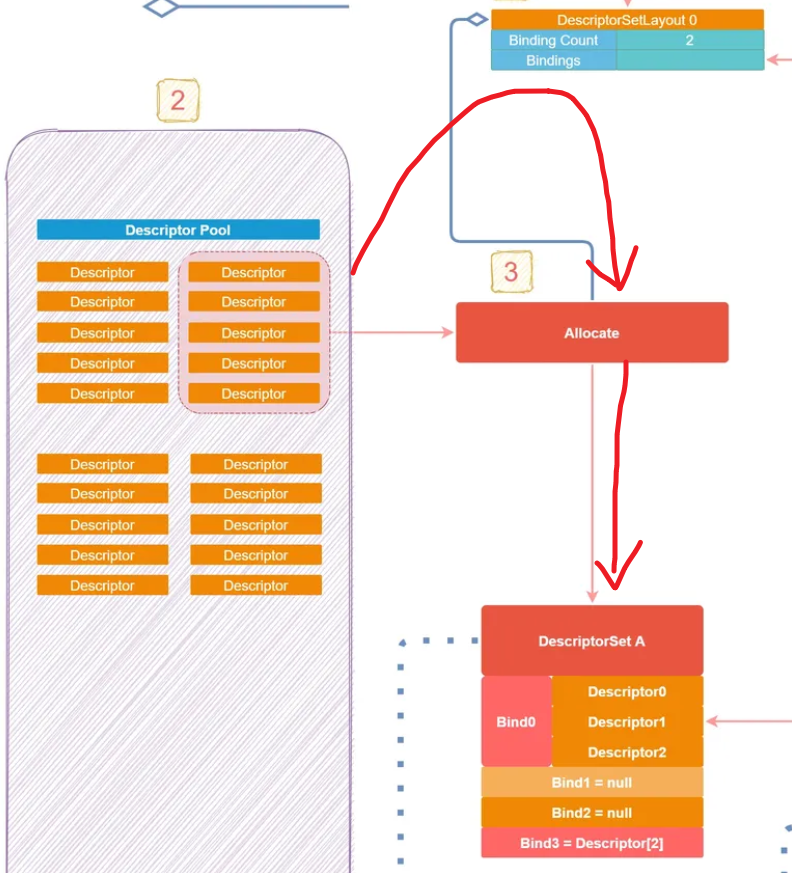 DescriptorSetLayout 0
Binding Count 2
Bindings
2
Descriptor Pool
Descriptor Descriptor
Descriptor Descriptor
Descriptor Descriptor
Descriptor Descriptor
Descriptor Descriptor
3
Allocate
Descriptor Descriptor
Descriptor Descriptor
Descriptor Descriptor
Descriptor Descriptor
Descriptor Descriptor
DescriptorSet A
Bind0
Descriptor0
Descriptor1
Descriptor2
Bind1 = null
Bind2 = null
Bind3 = Descriptor[2]